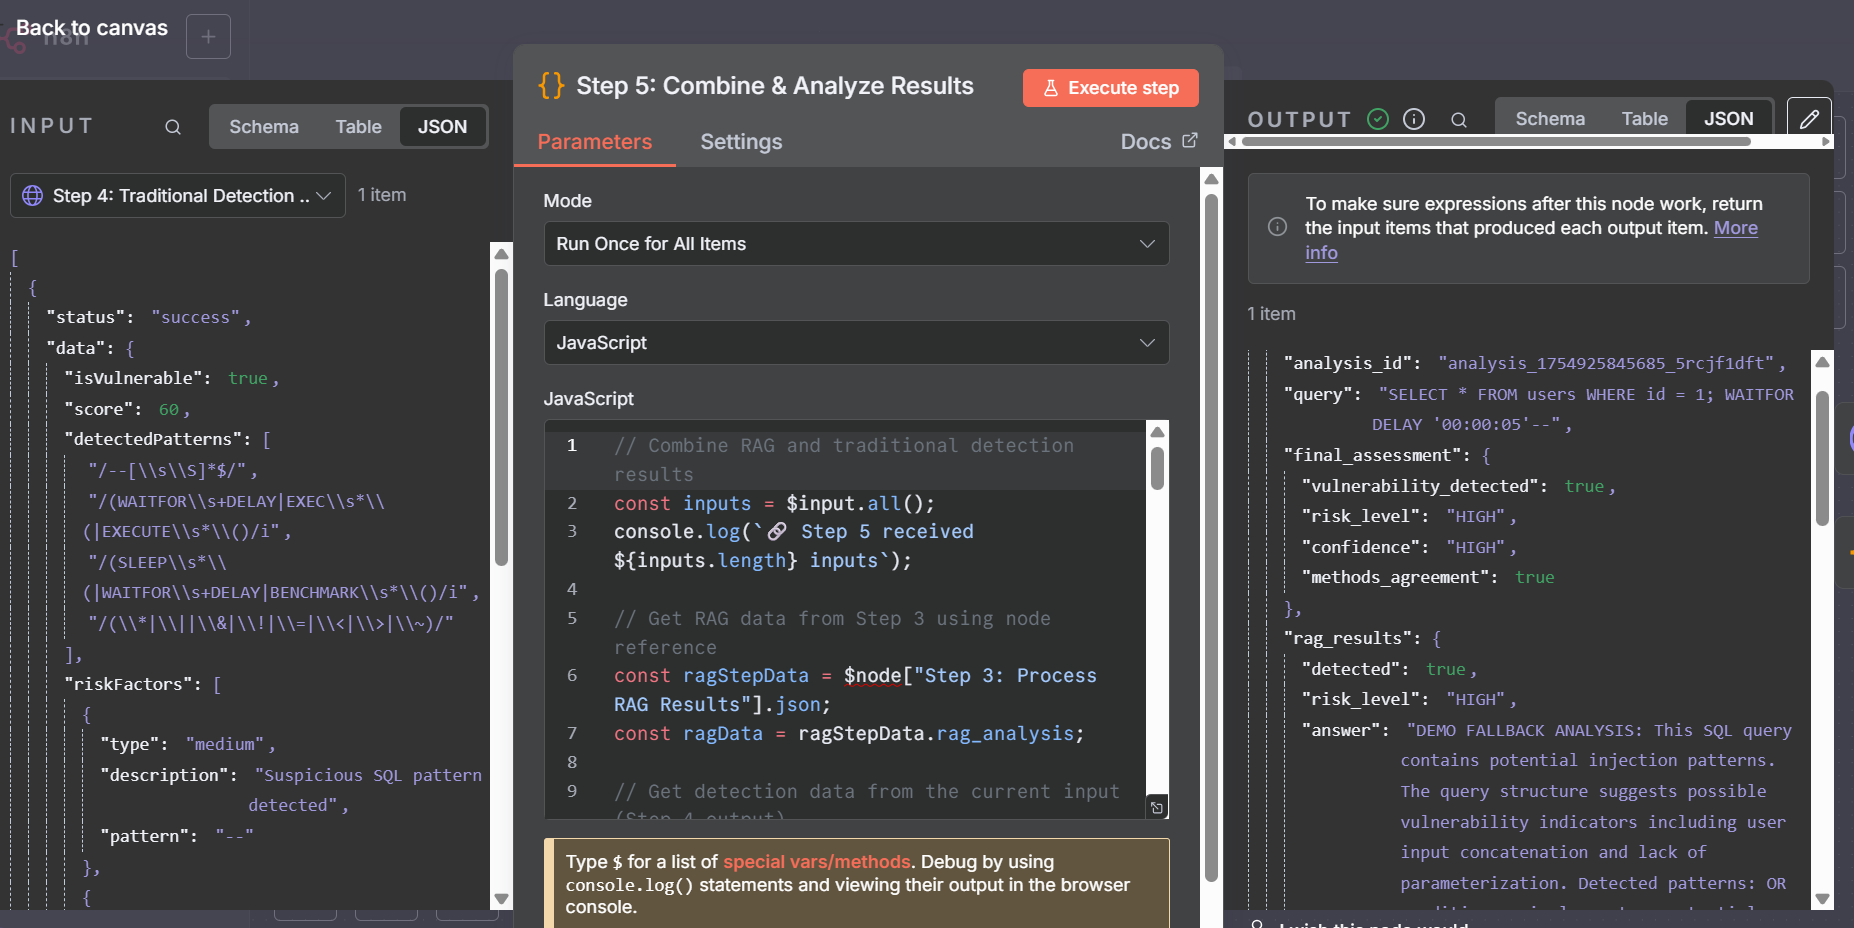 Back to canvas
n8n
INPUT
Schema
Table
JSON
Step 4: Traditional Detection ..
1 item
[
{
"status": "success",
"data": {
"isVulnerable": true,
"score": 60,
"detectedPatterns": [
"/--[\\s\\S]*$/",
"/(WAITFOR\\s+DELAY|EXEC\\s*\\
(|EXECUTE\\s*\\()/i",
"/(SLEEP\\s*\\
(|WAITFOR\\s+DELAY|BENCHMARK\\s*\\()/i",
"/(\\*|\\||\\&|\\!|\\=|\\<|\\>|\\~)/"
],
"riskFactors": [
{
"type": "medium",
"description": "Suspicious SQL pattern
detected",
"pattern": "--"
},
{
Step 5: Combine & Analyze Results
Execute step
Parameters
Settings
Docs
Mode
Run Once for All Items
Language
JavaScript
JavaScript
1 // Combine RAG and traditional detection
results
2 const inputs = $input.all();
3 console.log(`🔗 Step 5 received
${inputs.length} inputs`);
4
5 // Get RAG data from Step 3 using node
reference
6 const ragStepData = $node["Step 3: Process
RAG Results"].json;
7 const ragData = ragStepData.rag_analysis;
8
9 // Get detection data from the current input
(Step 4 output)
Type $ for a list of special vars/methods. Debug by using
console.log() statements and viewing their output in the browser
console.
OUTPUT
Schema
Table
JSON
To make sure expressions after this node work, return
the input items that produced each output item. More
info
1 item
"analysis_id": "analysis_1754925845685_5rcjf1dft",
"query": "SELECT * FROM users WHERE id = 1; WAITFOR
DELAY '00:00:05'--",
"final_assessment": {
"vulnerability_detected": true,
"risk_level": "HIGH",
"confidence": "HIGH",
"methods_agreement": true
},
"rag_results": {
"detected": true,
"risk_level": "HIGH",
"answer": "DEMO FALLBACK ANALYSIS: This SQL query
contains potential injection patterns.
The query structure suggests possible
vulnerability indicators including user
input concatenation and lack of
parameterization. Detected patterns: OR
I wish this node would